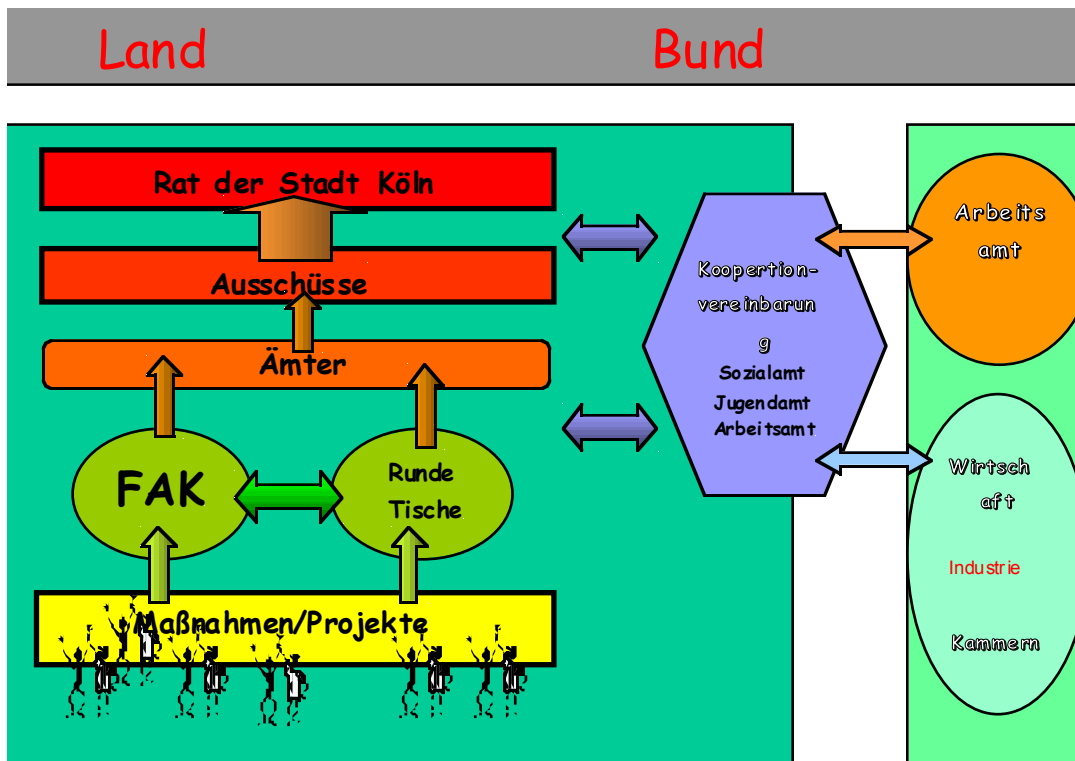 Land
Bund
Rat der Stadt Köln
Ausschüsse
Ämter
FAK
Runde
Tische
Maßnahmen/Projekte
Koopertion-
vereinbarun
g
Sozialamt
Jugendamt
Arbeitsamt
Arbeits
amt
Wirtsch
aft
Industrie
Kammern